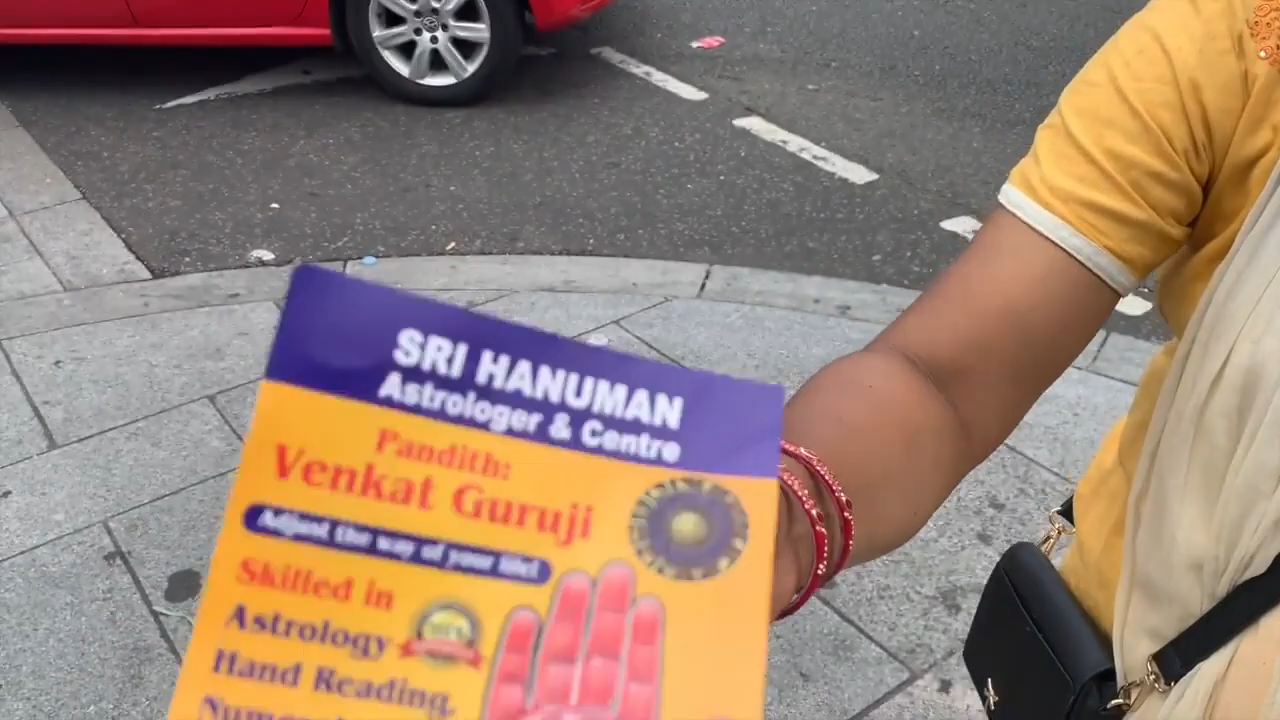 SRI HANUMAN
Astrologer & Centre
Pandith:
Venkat Guruji
Adjust the way of your life!
Skilled in
Astrology
Hand Reading,